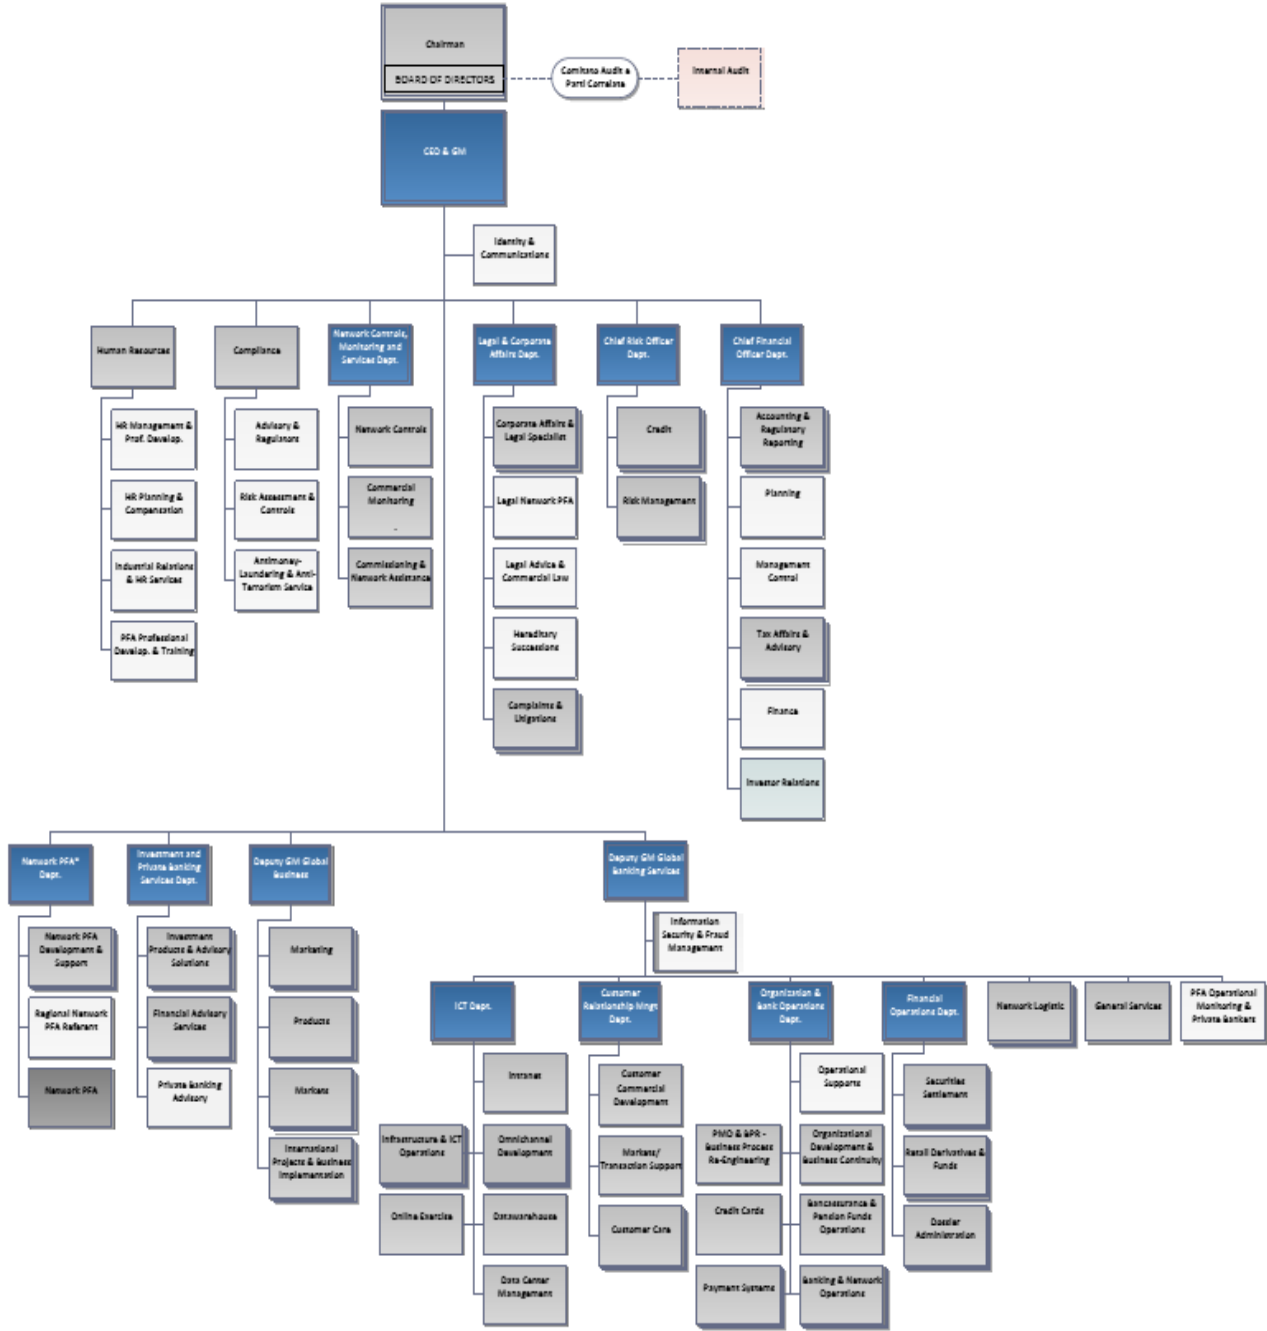 Chairman
BOARD OF DIRECTORS
Comitato Audit e
Parti Correlate
Internal Audit
CEO & GM
Identity &
Communications
Human Resources
Compliance
Network Controls,
Monitoring and
Services Dept.
Legal & Corporate
Affairs Dept.
Chief Risk Officer
Dept.
Chief Financial
Officer Dept.
HR Management &
Prof. Develop.
HR Planning &
Compensation
Industrial Relations
& HR Services
PFA Professional
Develop. & Training
Advisory &
Regulators
Risk Assessment &
Controls
Antimoney-
Laundering & Anti-
Terrorism Service
Network Controls
Commercial
Monitoring
-
Commissioning &
Network Assistance
Corporate Affairs &
Legal Specialist
Legal Network PFA
Legal Advice &
Commercial Law
Hereditary
Successions
Complaints &
Litigations
Credit
Risk Management
Accounting &
Regulatory
Reporting
Planning
Management
Control
Tax Affairs &
Advisory
Finance
Investor Relations
Network PFA*
Dept.
Investment and
Private Banking
Services Dept.
Deputy GM Global
Business
Deputy GM Global
Banking Services
Network PFA
Development &
Support
Regional Network
PFA Referent
Network PFA
Investment
Products & Advisory
Solutions
Financial Advisory
Services
Private Banking
Advisory
Marketing
Products
Markets
International
Projects & Business
Implementation
Information
Security & Fraud
Management
ICT Dept.
Customer
Relationship Mngt
Dept.
Organization &
Bank Operations
Dept.
Financial
Operations Dept.
Network Logistic
General Services
PFA Operational
Monitoring &
Private Bankers
Intranet
Infrastructure & ICT
Operations
Omnichannel
Development
Online Exercise
Datawarehouse
Data Center
Management
Customer
Commercial
Development
Markets/
Transaction Support
Customer Care
Operational
Supports
PMO & BPR -
Business Process
Re-Engineering
Organizational
Development &
Business Continuity
Credit Cards
Bancassurance &
Pension Funds
Operations
Payment Systems
Banking & Network
Operations
Securities
Settlement
Retail Derivatives &
Funds
Dossier
Administration